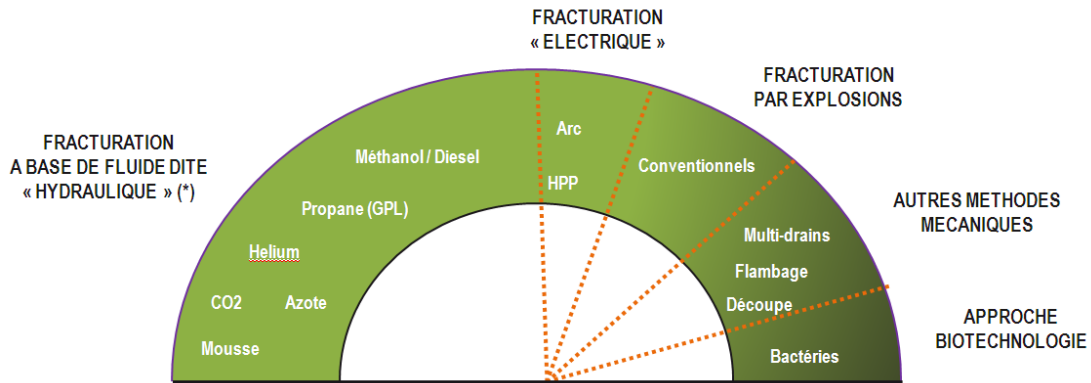 FRACTURATION
« ELECTRIQUE »
FRACTURATION
PAR EXPLOSIONS
FRACTURATION
A BASE DE FLUIDE DITE
« HYDRAULIQUE » (*)
AUTRES METHODES
MECANIQUES
APPROCHE
BIOTECHNOLOGIE
Méthanol / Diesel
Propane (GPL)
Helium
CO2
Azote
Mousse
Arc
HPP
Conventionnels
Multi-drains
Flambage
Découpe
Bactéries